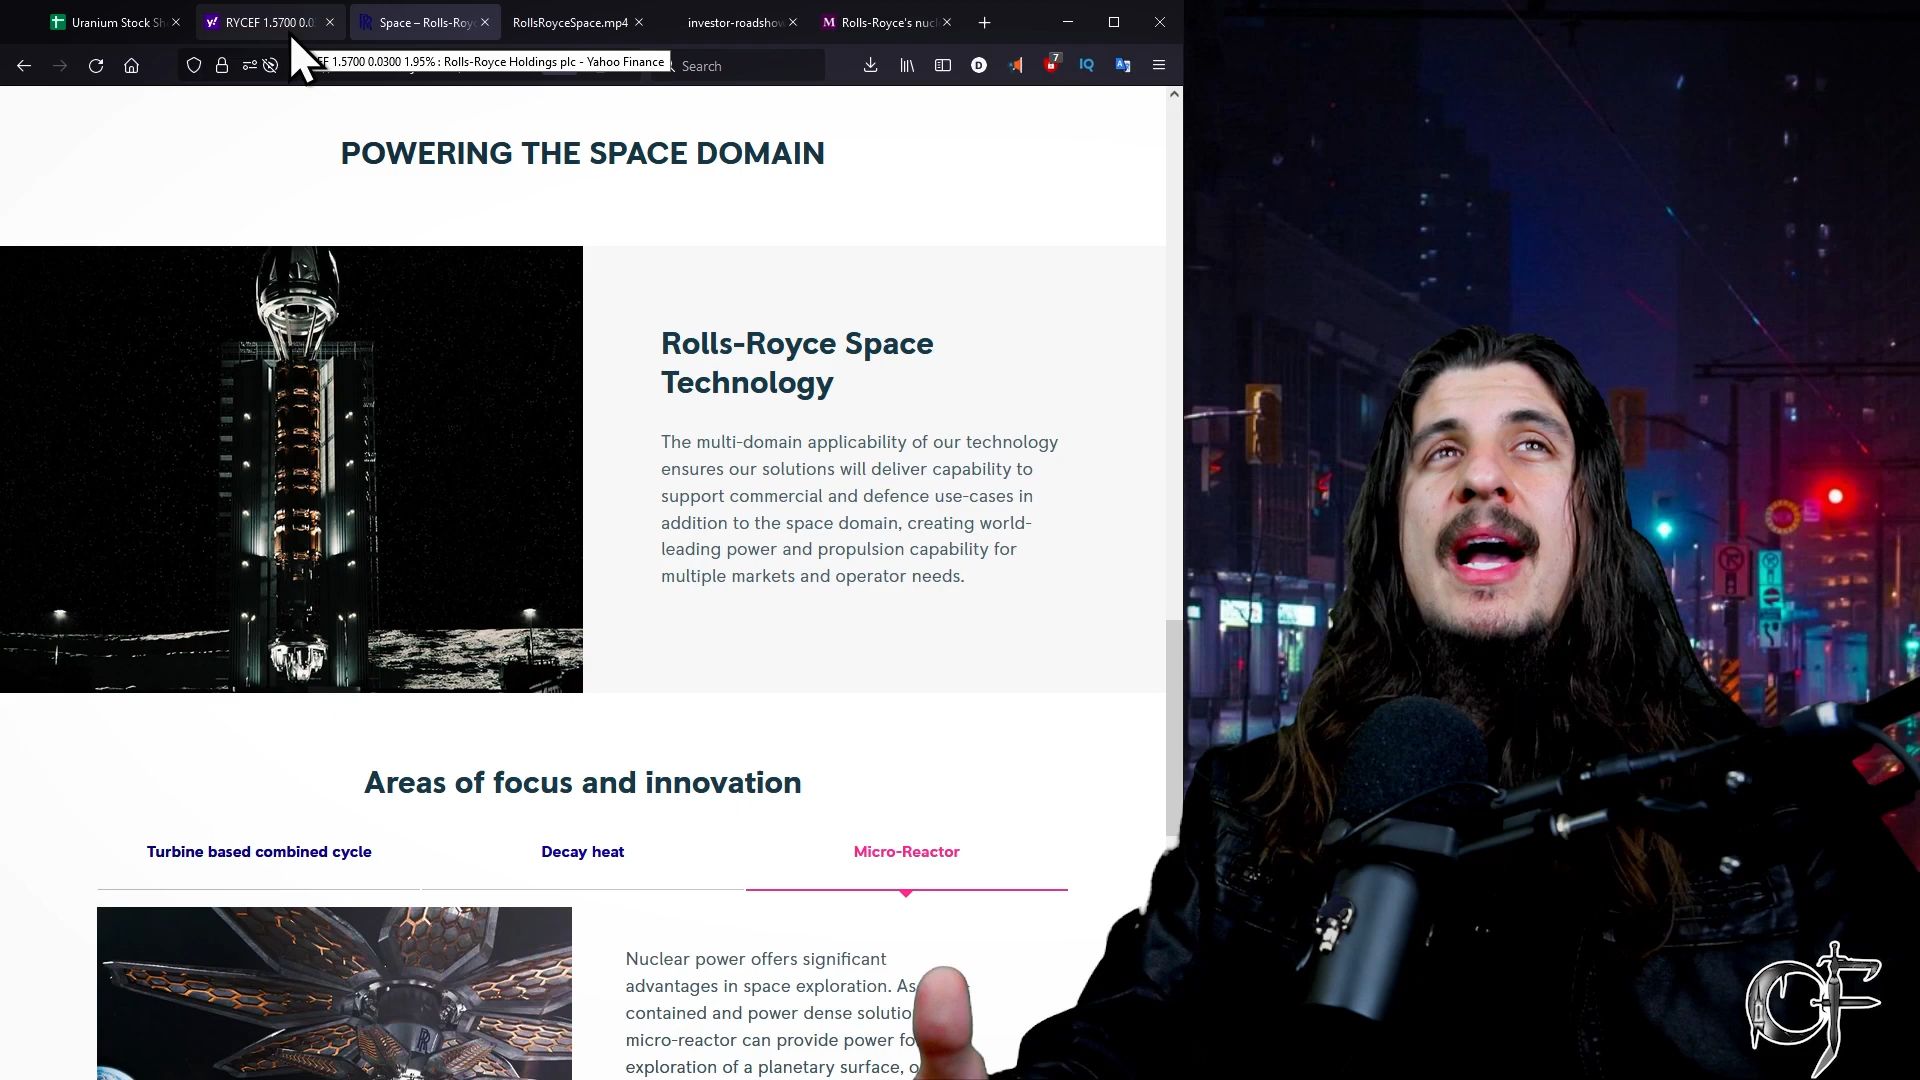 Uranium Stock Sh
RYCEF 1.5700 0.0
Space – Rolls-Roy
RollsRoyceSpace.mp4
investor-roadshow
Rolls-Royce's nucl
1.5700 0.0300 1.95% : Rolls-Royce Holdings plc - Yahoo Finance
Search
7
D
IQ
POWERING THE SPACE DOMAIN
Rolls-Royce Space
Technology
The multi-domain applicability of our technology
ensures our solutions will deliver capability to
support commercial and defence use-cases in
addition to the space domain, creating world-
leading power and propulsion capability for
multiple markets and operator needs.
Areas of focus and innovation
Turbine based combined cycle
Decay heat
Micro-Reactor
Nuclear power offers significant
advantages in space exploration. As
contained and power dense solutio
micro-reactor can provide power fo
exploration of a planetary surface, o
OF